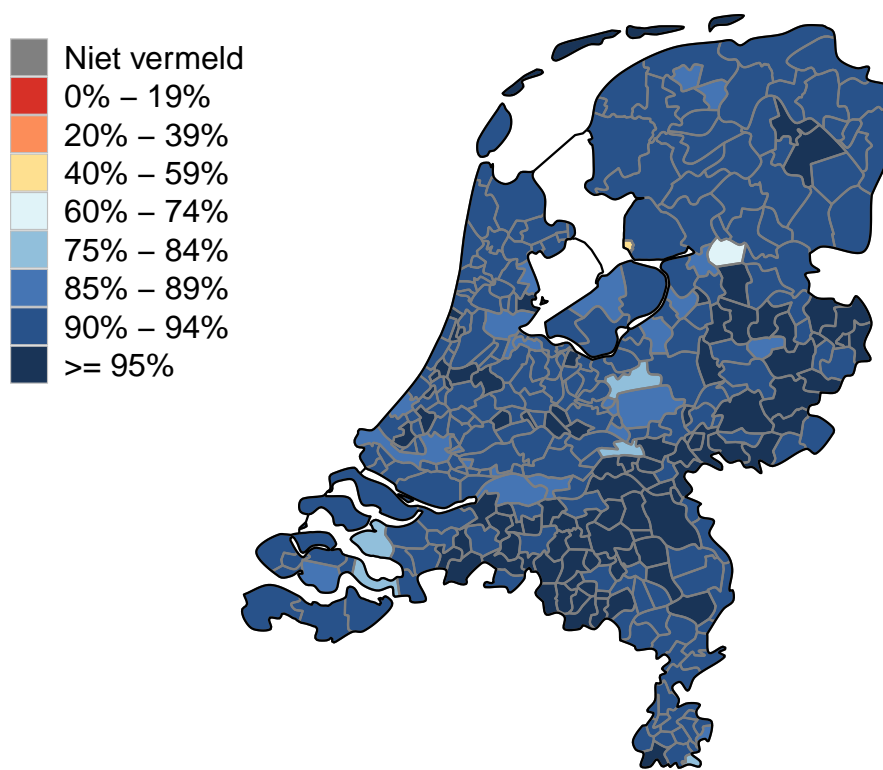 Niet vermeld
0% – 19%
20% – 39%
40% – 59%
60% – 74%
75% – 84%
85% – 89%
90% – 94%
>= 95%